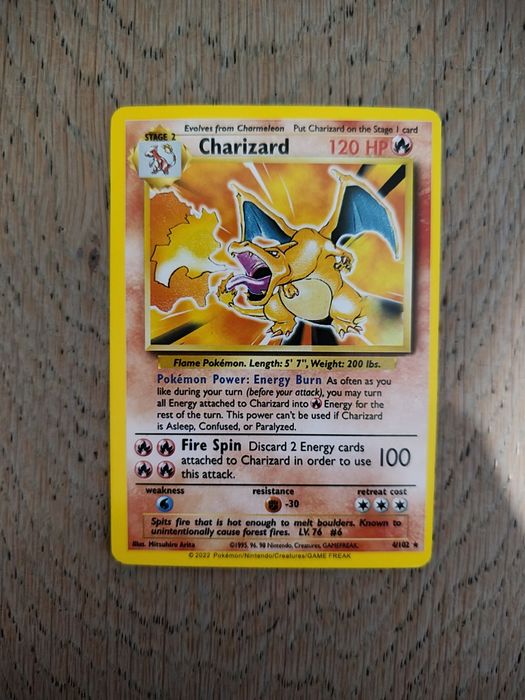 Evolves from Charmeleon Put Charizard on the Stage 1 card
STAGE 2
Charizard 120 HP
Flame Pokémon. Length: 5' 7", Weight: 200 lbs.
Pokémon Power: Energy Burn As often as you
like during your turn (before your attack), you may turn
all Energy attached to Charizard into Energy for the
rest of the turn. This power can't be used if Charizard
is Asleep, Confused, or Paralyzed.
Fire Spin Discard 2 Energy cards
attached to Charizard in order to use 100
this attack.
weakness resistance retreat cost
-30
Spits fire that is hot enough to melt boulders. Known to
unintentionally cause forest fires. LV. 76 #6
Illus. Mitsuhiro Arita ©1995, 96, 98 Nintendo, Creatures, GAMEFREAK. 4/102 ★
© 2022 Pokémon/Nintendo/Creatures/GAME FREAK